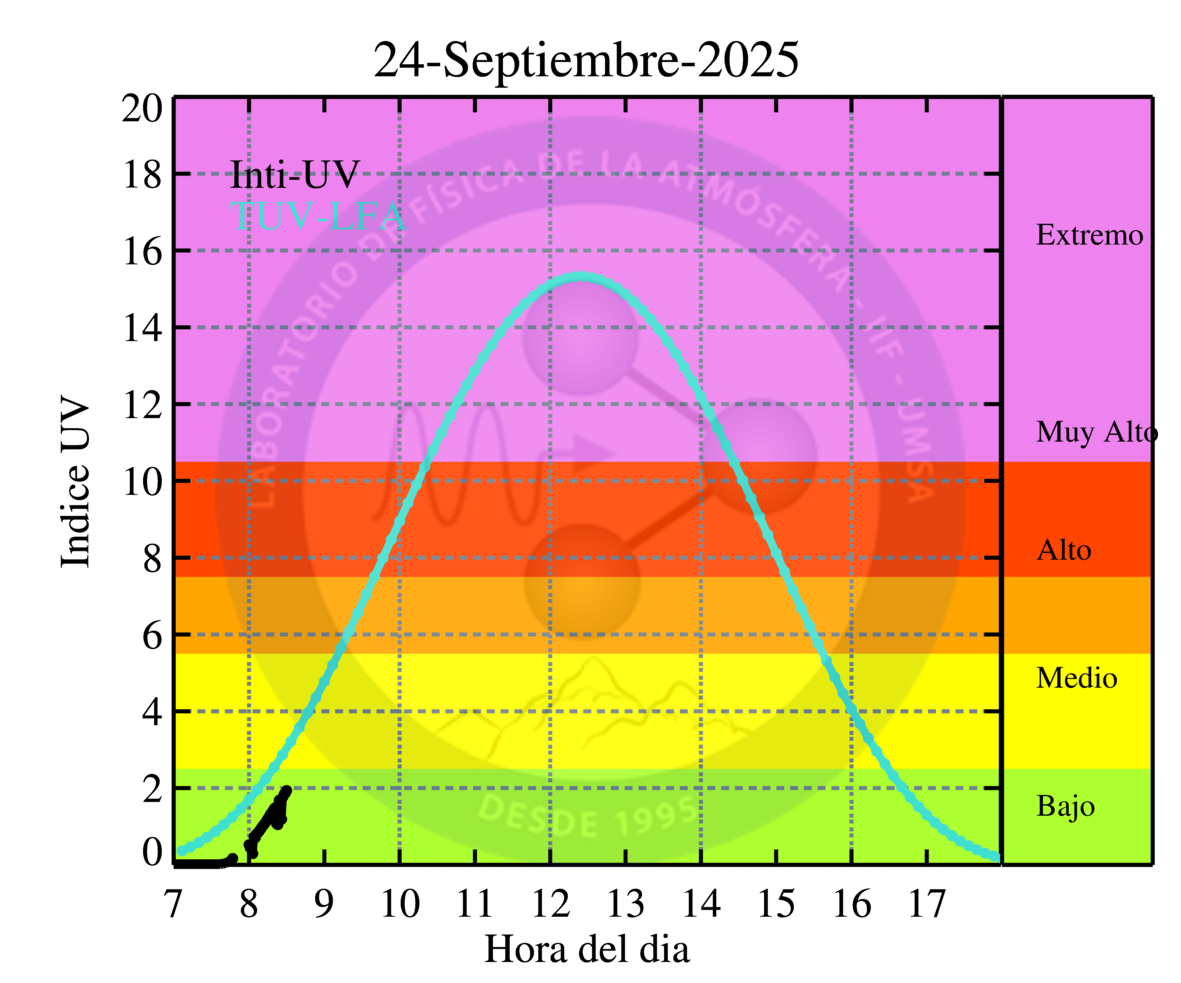 24-Septiembre-2025
20
18
16
14
12
10
8
6
4
2
0
Indice UV
Inti-UV
TUV-LFA
LABORATORIO DE FÍSICA DE LA ATMÓSFERA - IIF - UMSA
DESDE 1995
Extremo
Muy Alto
Alto
Medio
Bajo
7 8 9 10 11 12 13 14 15 16 17
Hora del dia